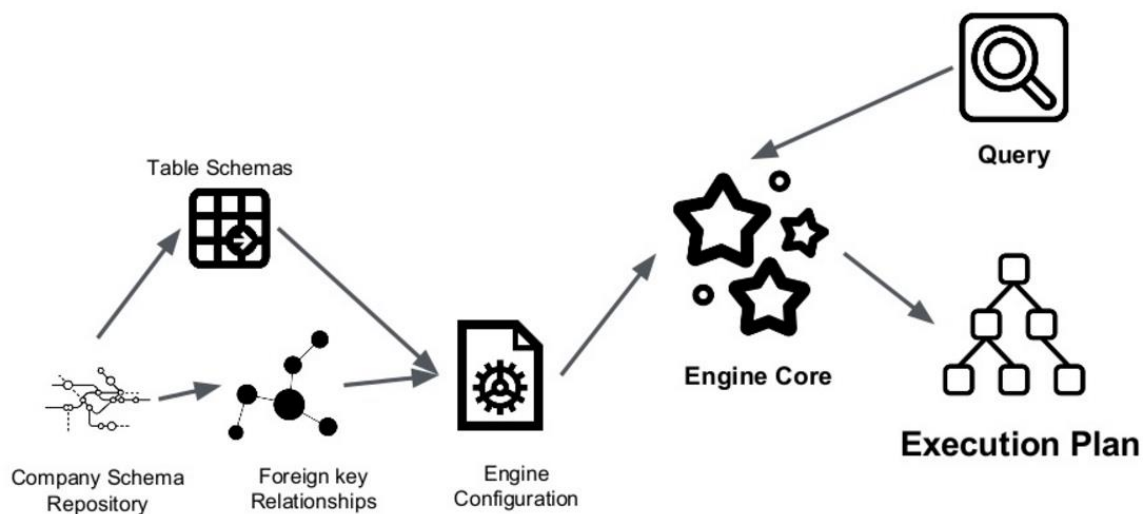 Query
Table Schemas
Engine Core
Execution Plan
Company Schema
Repository
Foreign key
Relationships
Engine
Configuration